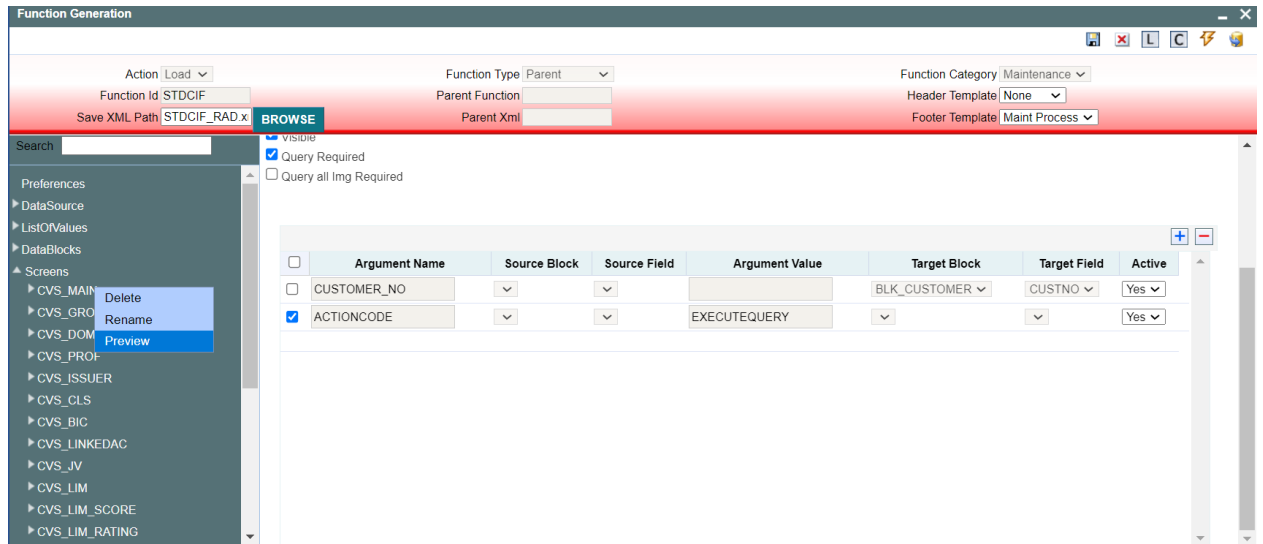 Function Generation
L C
Action Load Function Type Parent Function Category Maintenance
Function Id STDCIF Parent Function Header Template None
Save XML Path STDCIF_RAD.x BROWSE Parent Xml Footer Template Maint Process
Search
Visible
Query Required
Query all Img Required
Preferences
DataSource
ListOfValues
DataBlocks
Screens
CVS_MAIN
CVS_GRO
CVS_DOM
CVS_PROF
CVS_ISSUER
CVS_CLS
CVS_BIC
CVS_LINKEDAC
CVS_JV
CVS_LIM
CVS_LIM_SCORE
CVS_LIM_RATING
Delete
Rename
Preview
Argument Name Source Block Source Field Argument Value Target Block Target Field Active
CUSTOMER_NO BLK_CUSTOMER CUSTNO Yes
ACTIONCODE EXECUTEQUERY Yes